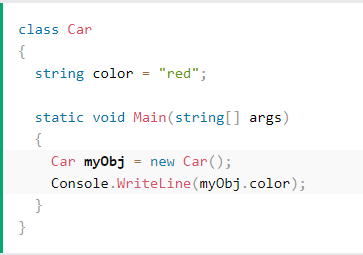 class Car
{
  string color = "red";

  static void Main(string[] args)
  {
    Car myObj = new Car();
    Console.WriteLine(myObj.color);
  }
}